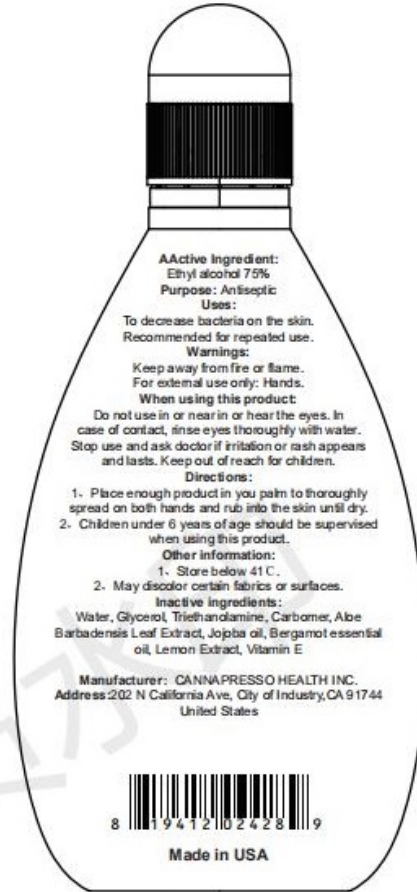 AActive Ingredient:
Ethyl alcohol 75%
Purpose: Antiseptic
Uses:
To decrease bacteria on the skin.
Recommended for repeated use.
Warnings:
Keep away from fire or flame.
For external use only: Hands.
When using this product:
Do not use in or near in or hear the eyes. In
case of contact, rinse eyes thoroughly with water.
Stop use and ask doctor if irritation or rash appears
and lasts. Keep out of reach for children.
Directions:
1、Place enough product in you palm to thoroughly
spread on both hands and rub into the skin until dry.
2、Children under 6 years of age should be supervised
when using this product.
Other information:
1、Store below 41℃.
2、May discolor certain fabrics or surfaces.
Inactive ingredients:
Water, Glycerol, Triethanolamine, Carbomer, Aloe
Barbadensis Leaf Extract, Jojoba oil, Bergamot essential
oil, Lemon Extract, Vitamin E
Manufacturer: CANNAPRESSO HEALTH INC.
Address:202 N California Ave, City of Industry,CA 91744
United States
8 19412 02428 9
Made in USA